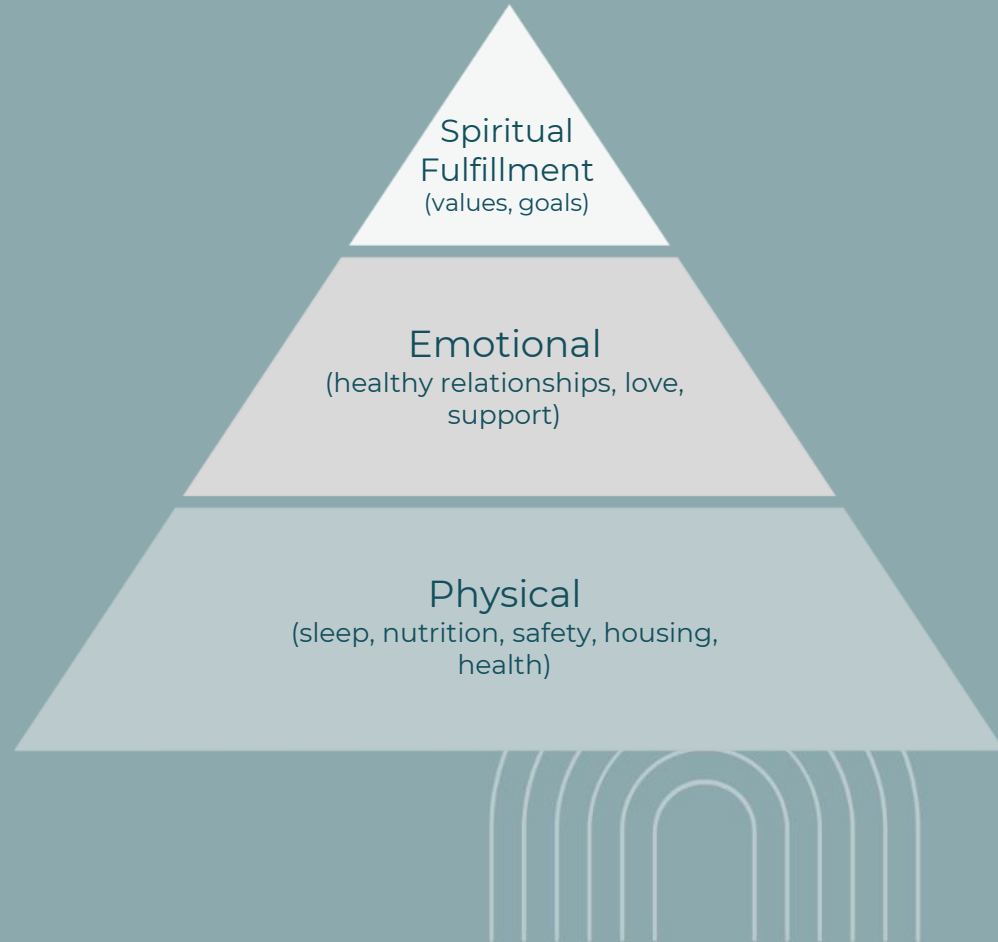 Spiritual
Fulfillment
(values, goals)
Emotional
(healthy relationships, love,
support)
Physical
(sleep, nutrition, safety, housing,
health)